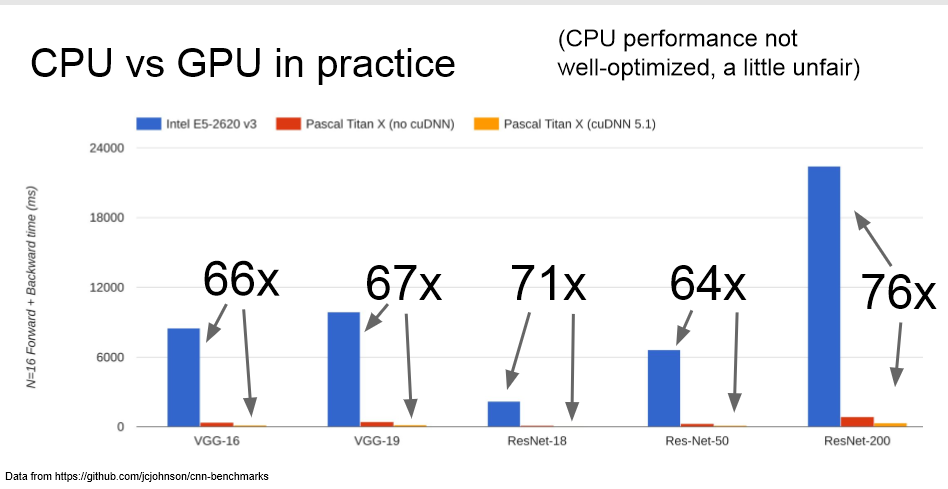 CPU vs GPU in practice
(CPU performance not
well-optimized, a little unfair)
Intel E5-2620 v3
Pascal Titan X (no cuDNN)
Pascal Titan X (cuDNN 5.1)
N=16 Forward + Backward time (ms)
24000
18000
12000
6000
0
66x
67x
71x
64x
76x
VGG-16
VGG-19
ResNet-18
Res-Net-50
ResNet-200
Data from https://github.com/jcjohnson/cnn-benchmarks